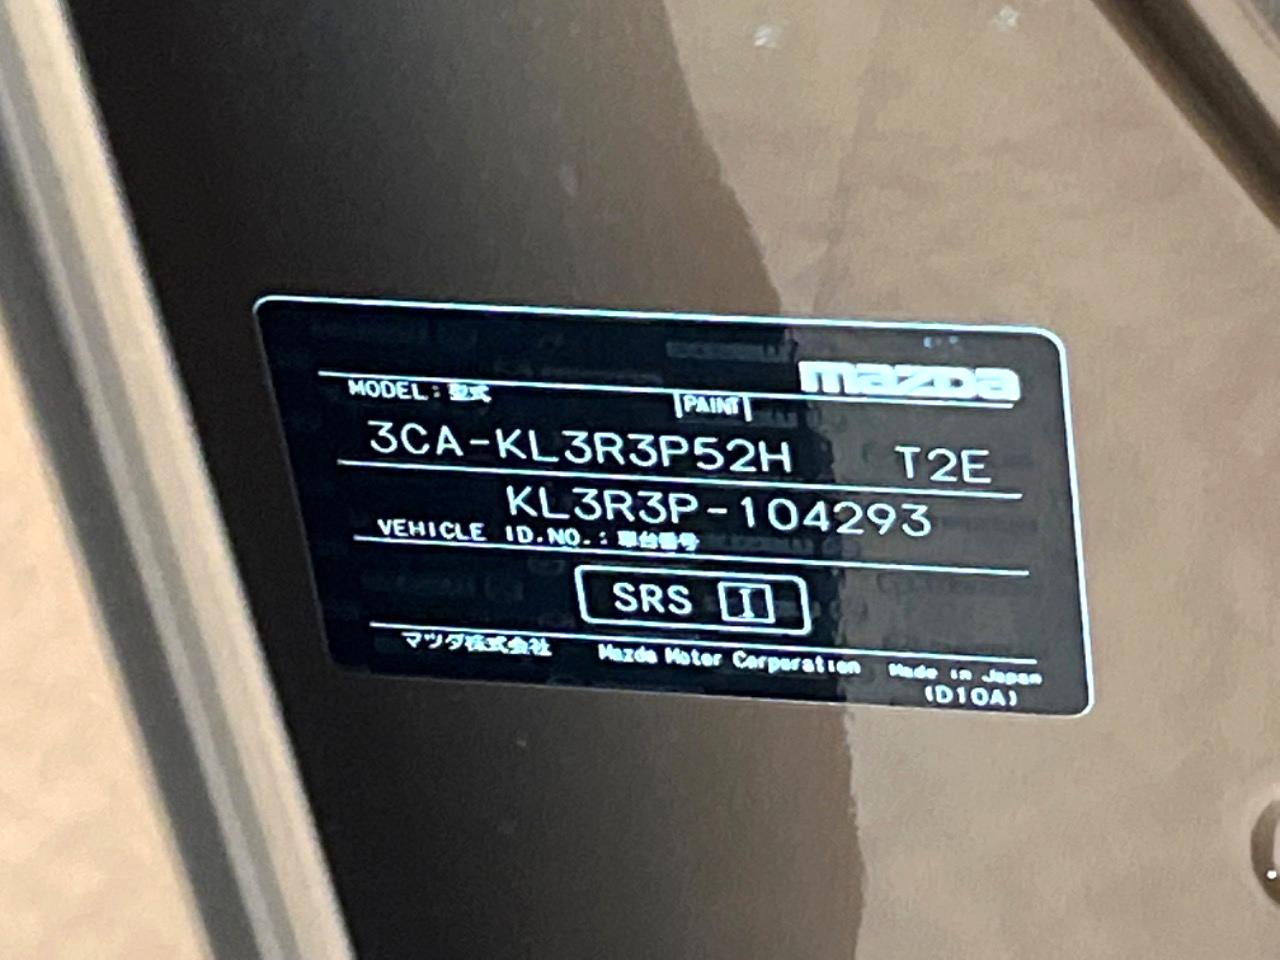 mazda
MODEL: 型式 PAINT
3CA-KL3R3P52H T2E
KL3R3P-104293
VEHICLE ID.NO.: 車台番号
SRS I
マツダ株式会社 Mazda Motor Corporation Made in Japan
(D10A)